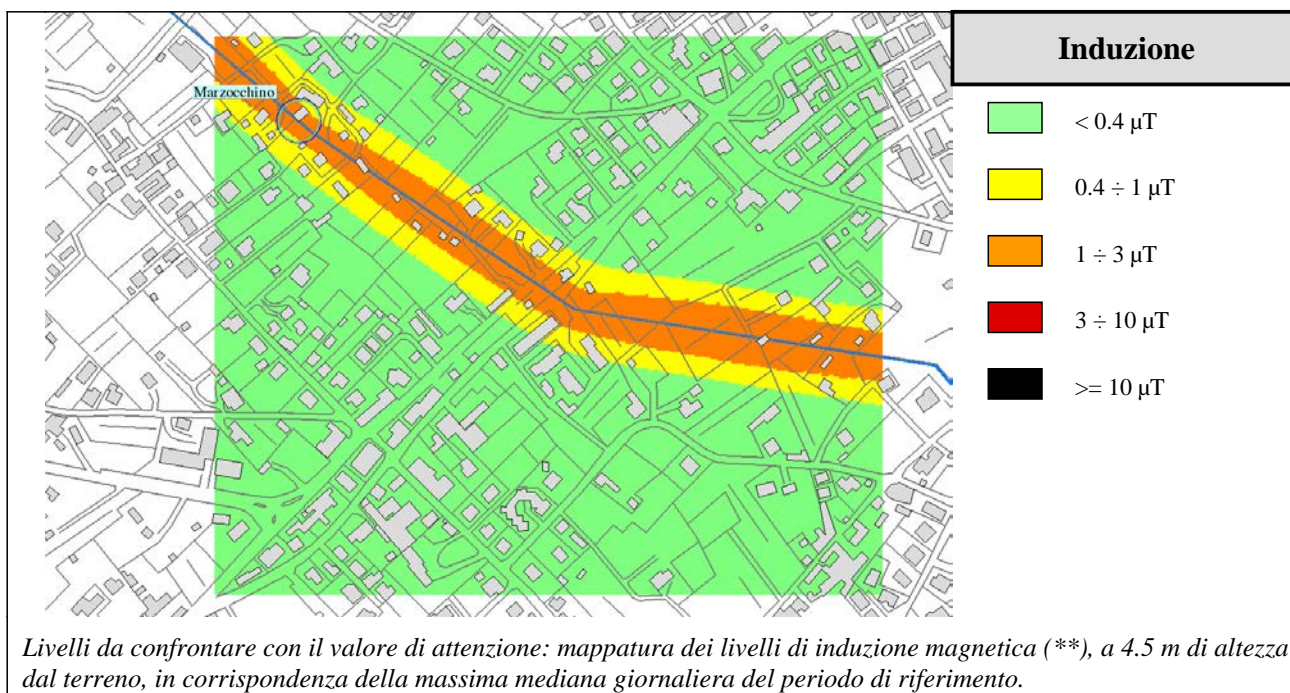 Induzione
Marzocchino
< 0.4 µT
0.4 ÷ 1 µT
1 ÷ 3 µT
3 ÷ 10 µT
>= 10 µT
Livelli da confrontare con il valore di attenzione: mappatura dei livelli di induzione magnetica (**), a 4.5 m di altezza
dal terreno, in corrispondenza della massima mediana giornaliera del periodo di riferimento.